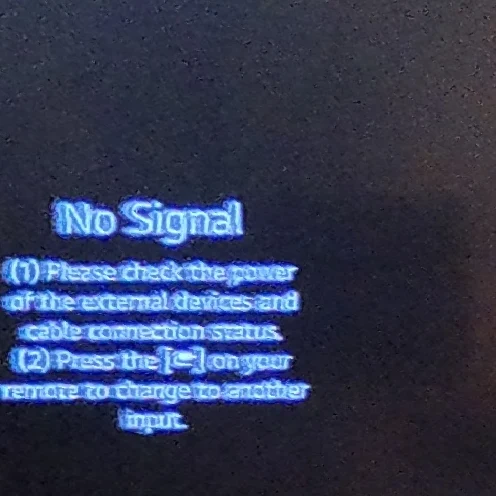 No Signal
(1) Please check the power
of the external devices and
cable connection status.
(2) Press the [⊂] on your
remote to change to another
input.